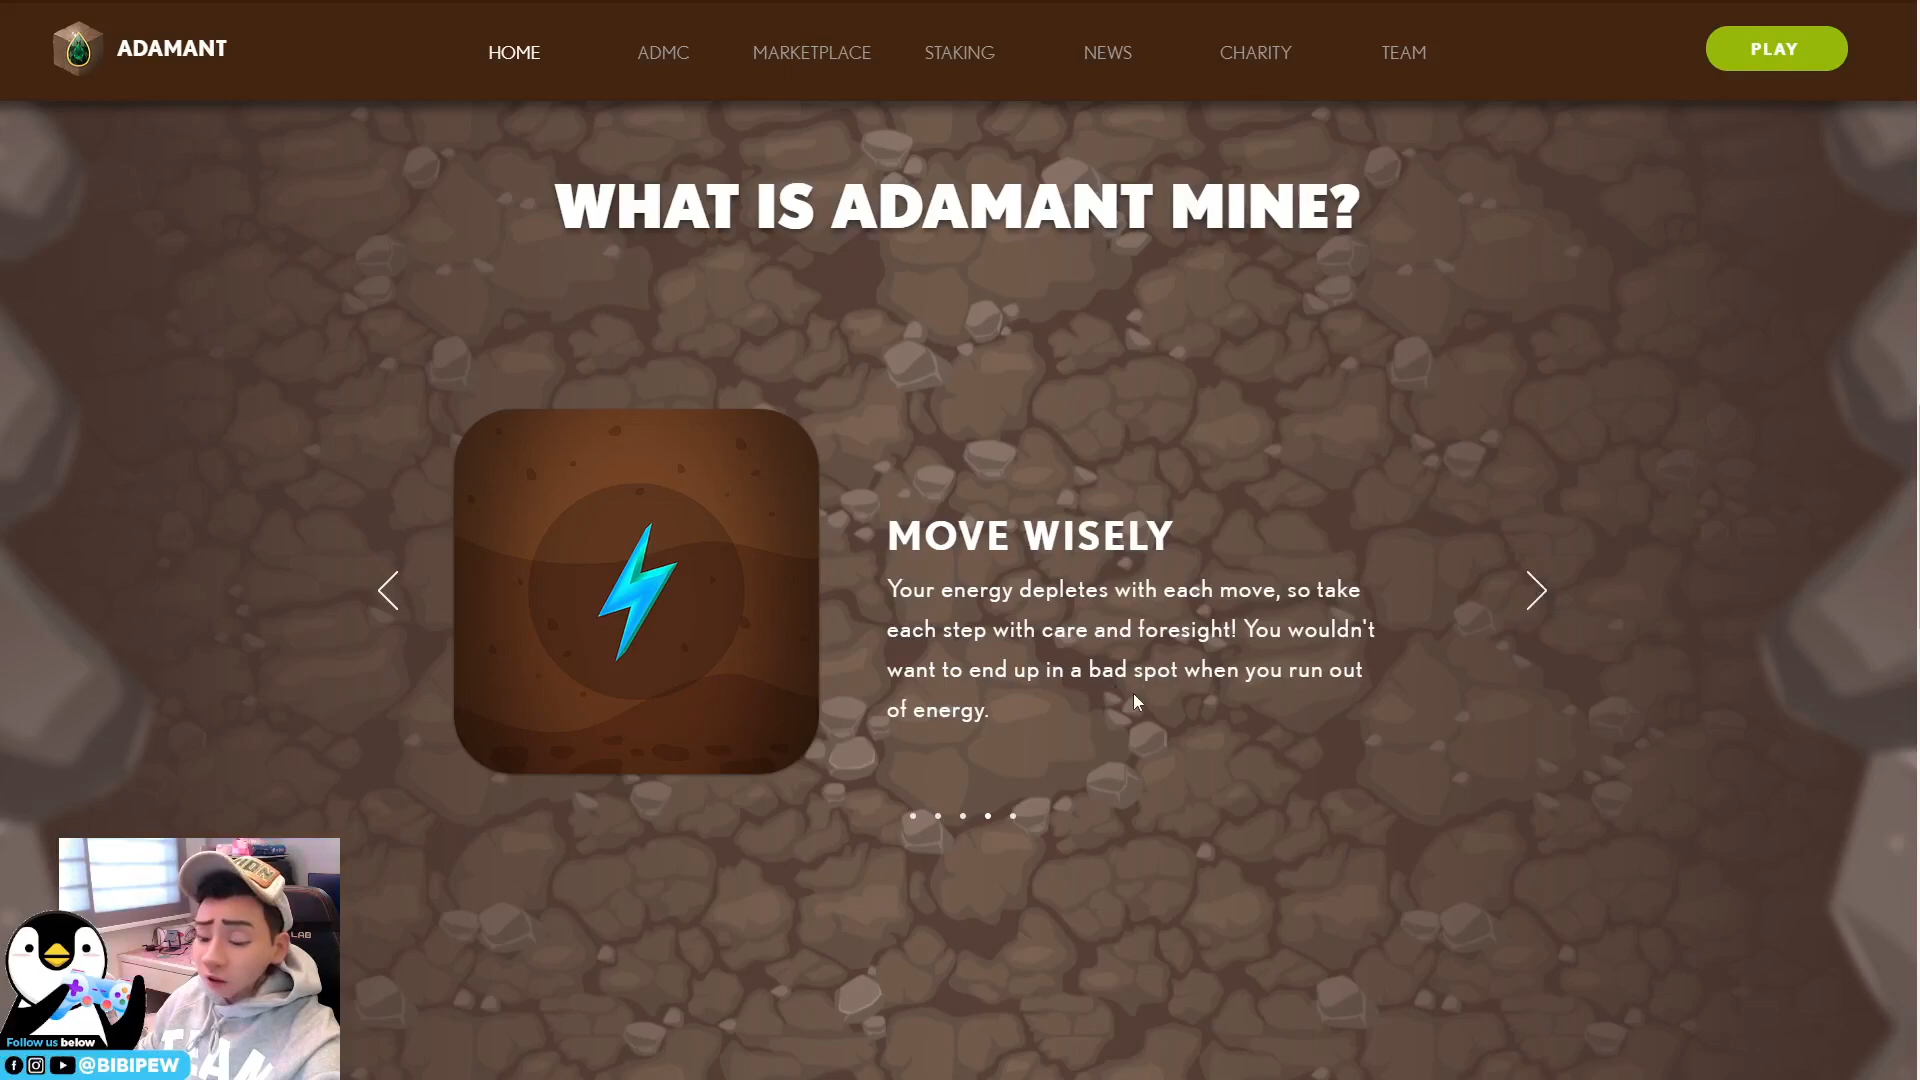 ADAMANT
HOME
ADMC
MARKETPLACE
STAKING
NEWS
CHARITY
TEAM
PLAY
WHAT IS ADAMANT MINE?
MOVE WISELY
Your energy depletes with each move, so take
each step with care and foresight! You wouldn't
want to end up in a bad spot when you run out
of energy.
LAB
Follow us below
@BIBIPEW